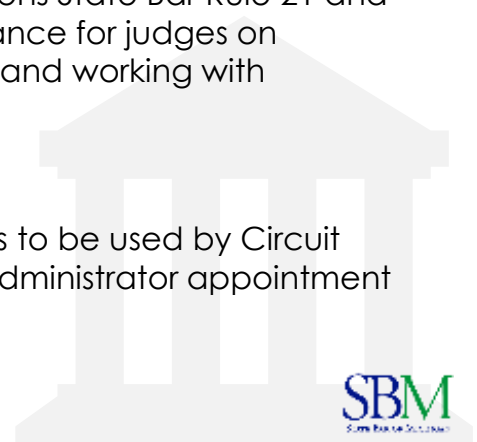 ons State Bar Rule 21 and
ance for judges on
and working with
s to be used by Circuit
dministrator appointment
SBM